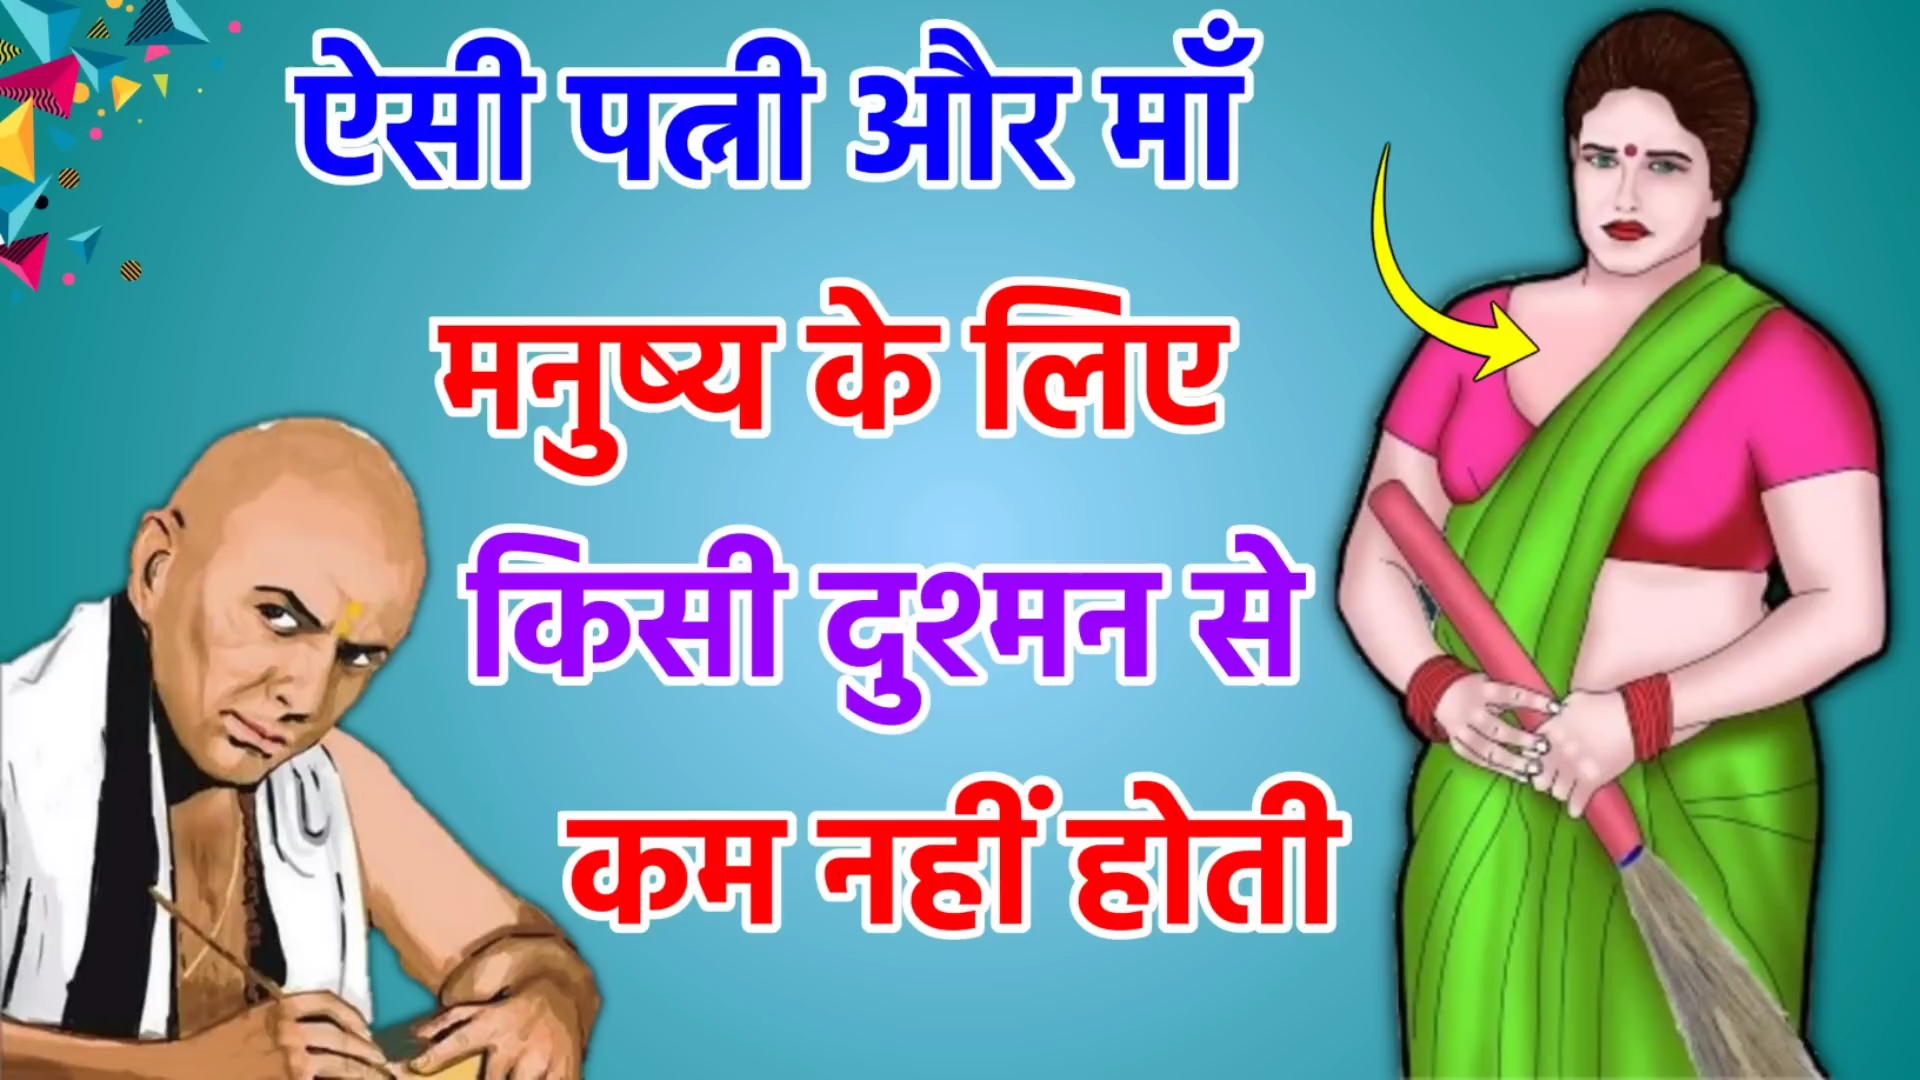 ऐसी पत्नी और माँ
मनुष्य के लिए
किसी दुश्मन से
कम नहीं होती